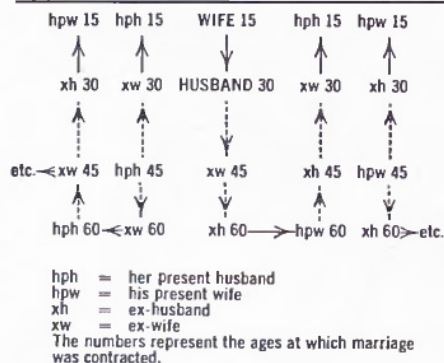 hpw 15 hph 15 WIFE 15 hph 15 hpw 15
xh 30 xw 30 HUSBAND 30 xw 30 xh 30
etc. xw 45 hph 45 xw 45 xh 45 hpw 45
hph 60 xw 60 xh 60 hpw 60 xh 60 etc.
hph = her present husband
hpw = his present wife
xh = ex-husband
xw = ex-wife
The numbers represent the ages at which marriage
was contracted.